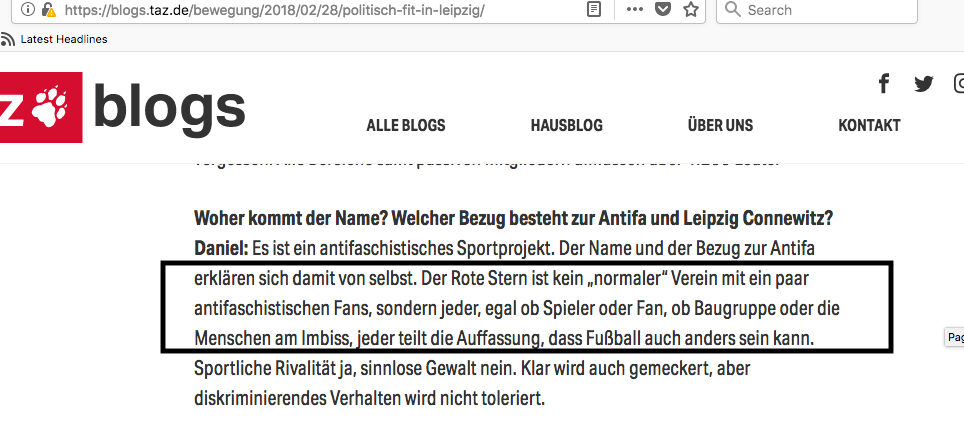 https://blogs.taz.de/bewegung/2018/02/28/politisch-fit-in-leipzig/
Search
Latest Headlines
z blogs
ALLE BLOGS HAUSBLOG ÜBER UNS KONTAKT
Woher kommt der Name? Welcher Bezug besteht zur Antifa und Leipzig Connewitz?
Daniel: Es ist ein antifaschistisches Sportprojekt. Der Name und der Bezug zur Antifa
erklären sich damit von selbst. Der Rote Stern ist kein „normaler“ Verein mit ein paar
antifaschistischen Fans, sondern jeder, egal ob Spieler oder Fan, ob Baugruppe oder die
Menschen am Imbiss, jeder teilt die Auffassung, dass Fußball auch anders sein kann.
Pag
Sportliche Rivalität ja, sinnlose Gewalt nein. Klar wird auch gemeckert, aber
diskriminierendes Verhalten wird nicht toleriert.